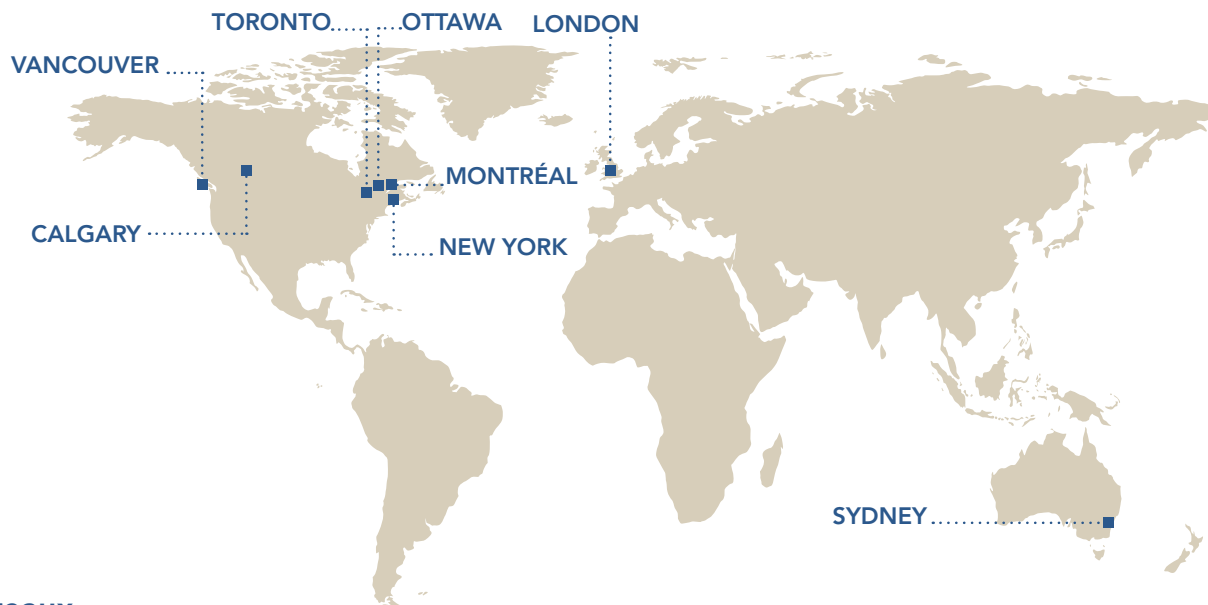 TORONTO
OTTAWA
LONDON
VANCOUVER
MONTRÉAL
CALGARY
NEW YORK
SYDNEY